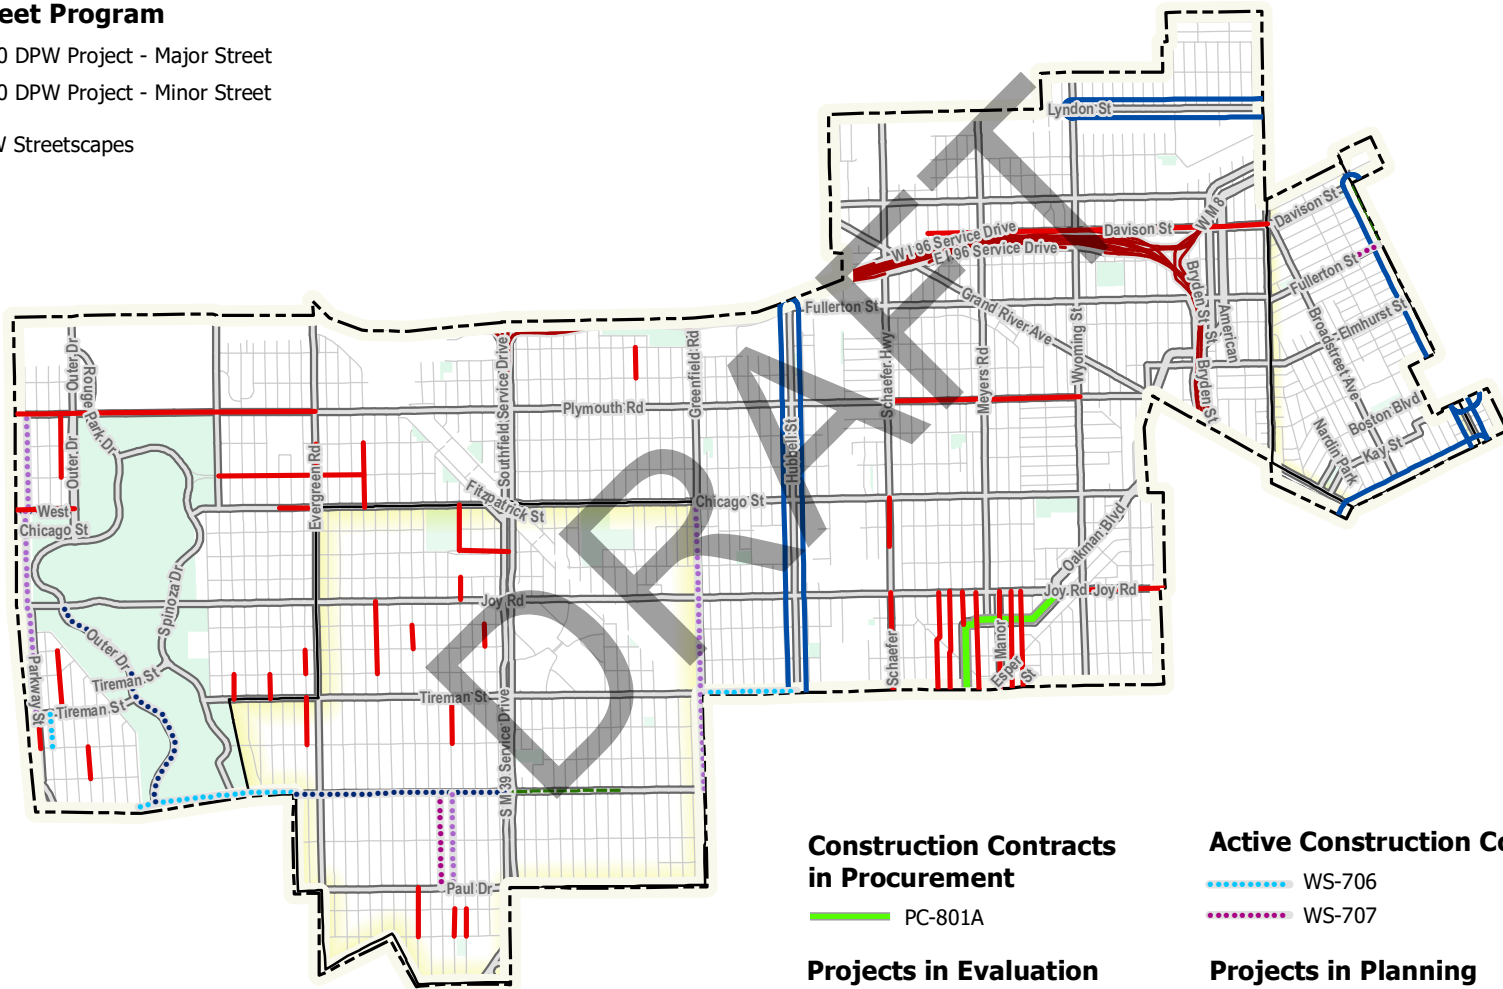 eet Program
0 DPW Project - Major Street
0 DPW Project - Minor Street
W Streetscapes
Lyndon St
Davison St
W M 8
Davison St
W I 96 Service Drive
E I 96 Service Drive
Fullerton St
Bryden St
St
American
Grand River Ave
Fullerton St
Elmhurst St
Broadstreet Ave
Wyoming St
Bryden St
Outer Dr
Rouge Park Dr
Southfield Service Drive
Greenfield Rd
Schaefer Hwy
Meyers Rd
Plymouth Rd
Hubbell St
Boston Blvd
Nardin Park
Kay St
Outer Dr
Evergreen Rd
Fitzpatrick St
Chicago St
West
Chicago St
Oakman Blvd
Spinoza Dr
Joy Rd
Joy Rd
Joy Rd
Outer Dr
Manor
Schaefer
Esper
St
Tireman St
Parkway St
Tireman St
Tireman St
S M 39 Service Drive
Paul Dr
DRAFT
Construction Contracts
in Procurement
PC-801A
Projects in Evaluation
Active Construction Co
WS-706
WS-707
Projects in Planning